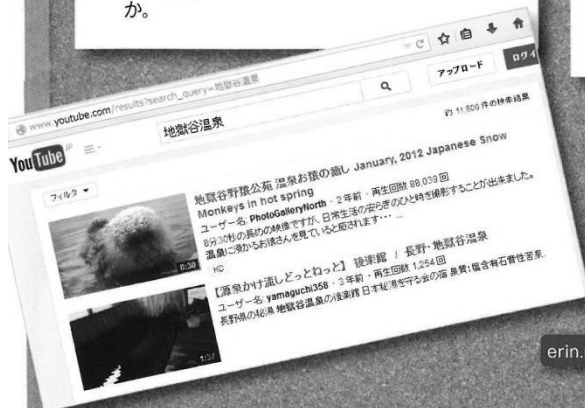 か。
www.youtube.com/results?search_query=地獄谷温泉
YouTube JP
地獄谷温泉
アップロード
ログイ
フィルタ
約 11,800 件の検索結果
地獄谷野猿公苑 温泉お猿の癒し January, 2012 Japanese Snow
Monkeys in hot spring
ユーザー名 PhotoGalleryNorth・2年前・再生回数 88,039 回
8分30秒の長めの映像ですが、日常生活の安らぎのひと時を撮影することが出来ました。
温泉に浸かるお猿さんを見ていると癒されます・・・ ...
HD
8:30
【源泉かけ流しどっとねっと】 後楽館 / 長野・地獄谷温泉
ユーザー名 yamaguchi358・3年前・再生回数 1,254 回
長野県の秘湯 地獄谷温泉の後楽館 日本秘湯を守る会の宿 泉質:塩含有石膏性苦泉.
1:37
erin.